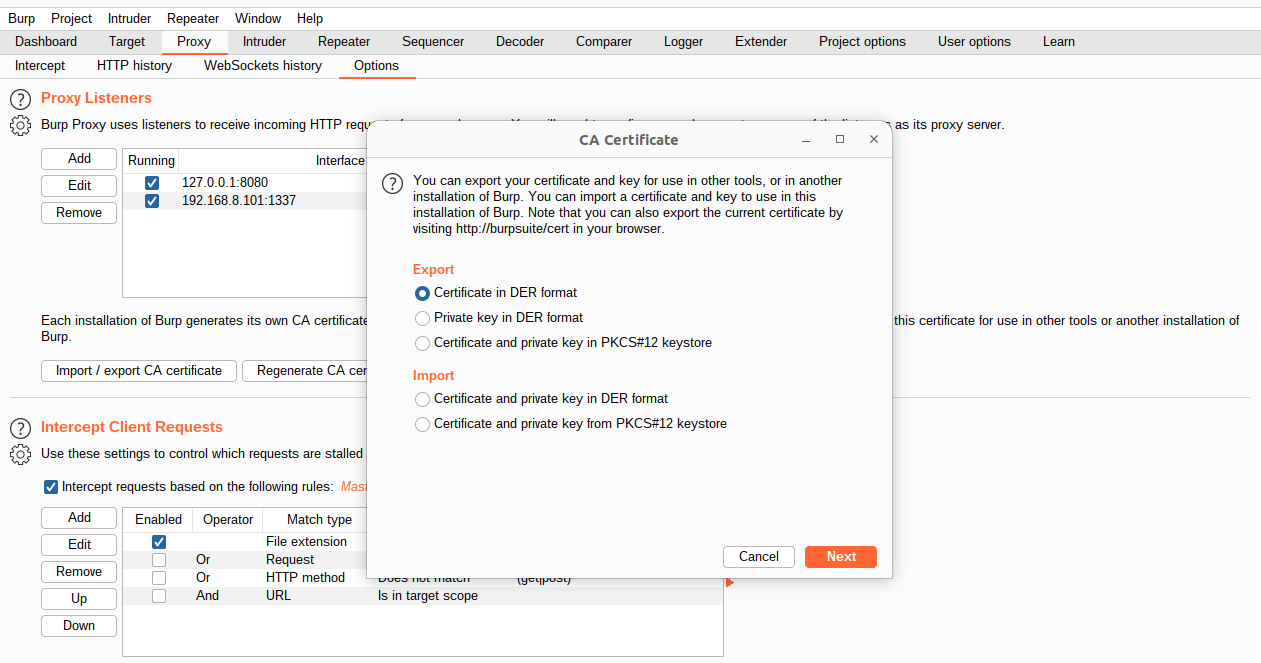 Burp Project Intruder Repeater Window Help
Dashboard Target Proxy Intruder Repeater Sequencer Decoder Comparer Logger Extender Project options User options Learn
Intercept HTTP history WebSockets history Options
Proxy Listeners
Burp Proxy uses listeners to receive incoming HTTP as its proxy server.
Add
Edit
Remove
Running Interface
127.0.0.1:8080
192.168.8.101:1337
Each installation of Burp generates its own CA certificate this certificate for use in other tools or another installation of
Burp.
Import / export CA certificate Regenerate CA
Intercept Client Requests
Use these settings to control which requests are stalled
Intercept requests based on the following rules:
Add
Edit
Remove
Up
Down
Enabled Operator Match type
File extension
Or Request
Or HTTP method Does not match (get|post)
And URL Is in target scope
CA Certificate
You can export your certificate and key for use in other tools, or in another
installation of Burp. You can import a certificate and key to use in this
installation of Burp. Note that you can also export the current certificate by
visiting http://burpsuite/cert in your browser.
Export
Certificate in DER format
Private key in DER format
Certificate and private key in PKCS#12 keystore
Import
Certificate and private key in DER format
Certificate and private key from PKCS#12 keystore
Cancel Next